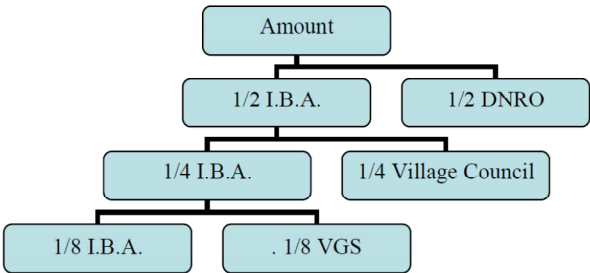 Amount
1/2 I.B.A.
1/2 DNRO
1/4 I.B.A.
1/4 Village Council
1/8 I.B.A.
. 1/8 VGS